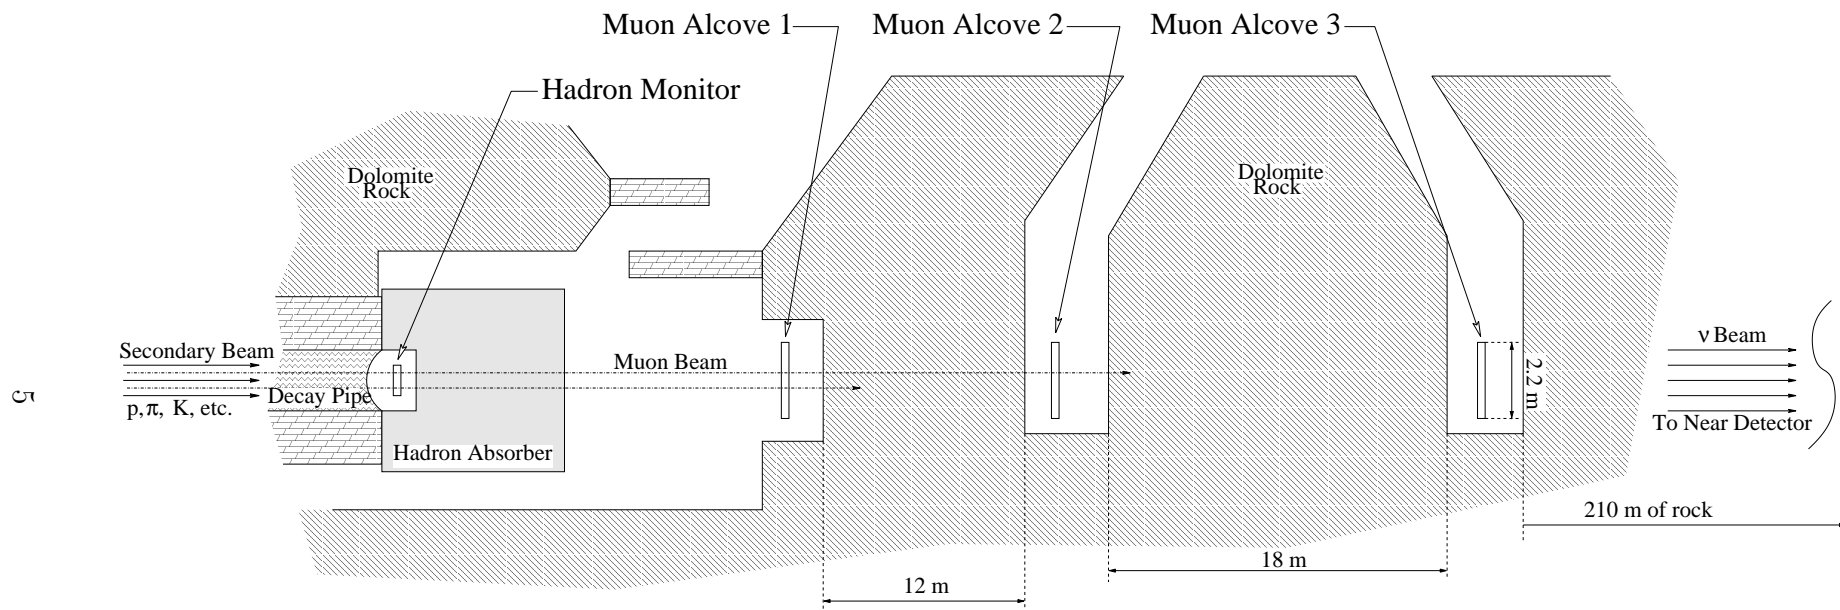 Muon Alcove 1
Muon Alcove 2
Muon Alcove 3
Hadron Monitor
Dolomite
Rock
Dolomite
Rock
Secondary Beam
p,π, K, etc.
Decay Pipe
Muon Beam
Hadron Absorber
2.2 m
ν Beam
To Near Detector
210 m of rock
18 m
12 m
5